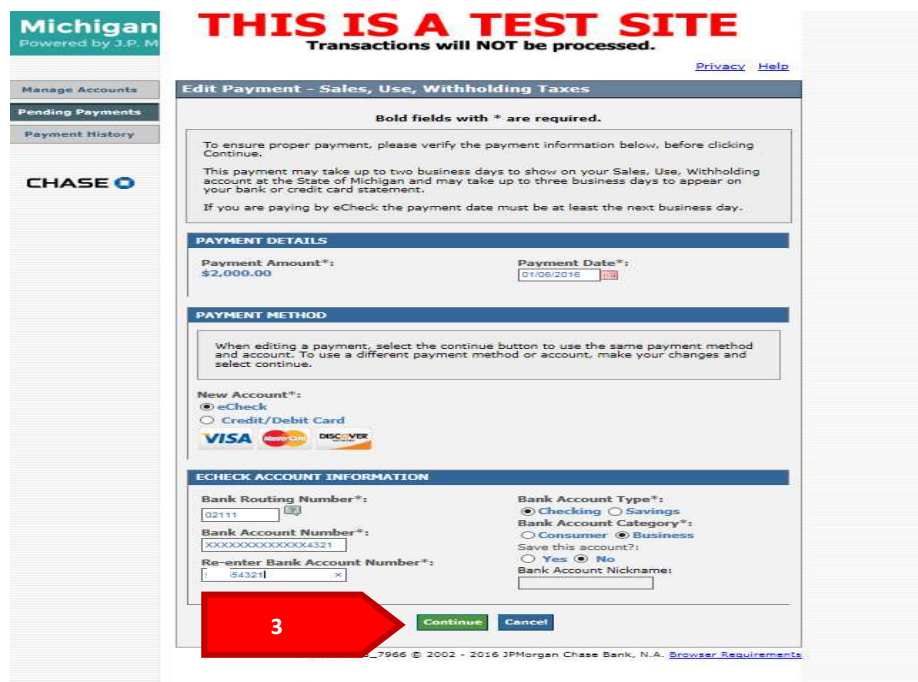 Michigan
Powered by J.P. M
THIS IS A TEST SITE
Transactions will NOT be processed.
Privacy Help
Manage Accounts
Pending Payments
Payment History
CHASE
Edit Payment - Sales, Use, Withholding Taxes
Bold fields with * are required.
To ensure proper payment, please verify the payment information below, before clicking
Continue.
This payment may take up to two business days to show on your Sales, Use, Withholding
account at the State of Michigan and may take up to three business days to appear on
your bank or credit card statement.
If you are paying by eCheck the payment date must be at least the next business day.
PAYMENT DETAILS
Payment Amount*:
$2,000.00
Payment Date*:
01/06/2016
PAYMENT METHOD
When editing a payment, select the continue button to use the same payment method
and account. To use a different payment method or account, make your changes and
select continue.
New Account*:
eCheck
Credit/Debit Card
VISA MasterCard DISCOVER
ECHECK ACCOUNT INFORMATION
Bank Routing Number*:
02111
Bank Account Number*:
XXXXXXXXXXXXX4321
Re-enter Bank Account Number*:
54321
Bank Account Type*:
Checking Savings
Bank Account Category*:
Consumer Business
Save this account?:
Yes No
Bank Account Nickname:
3
Continue Cancel
_7966 © 2002 - 2016 JPMorgan Chase Bank, N.A. Browser Requirements